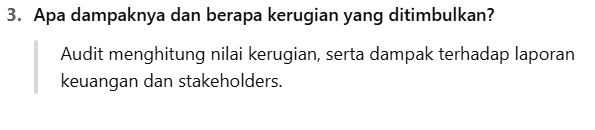 3. Apa dampaknya dan berapa kerugian yang ditimbulkan?
Audit menghitung nilai kerugian, serta dampak terhadap laporan
keuangan dan stakeholders.